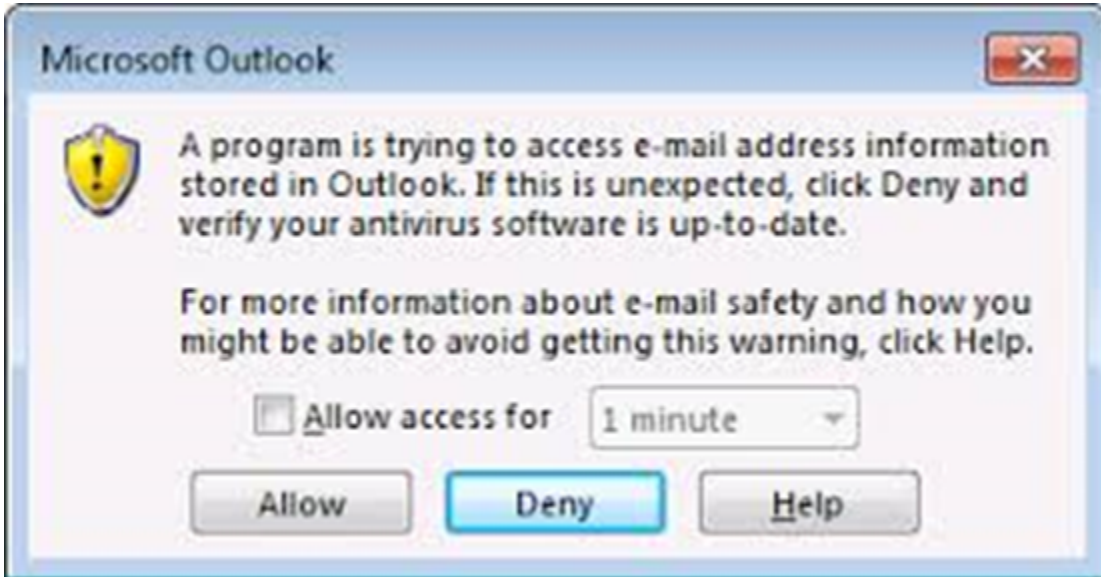 Microsoft Outlook
A program is trying to access e-mail address information
stored in Outlook. If this is unexpected, click Deny and
verify your antivirus software is up-to-date.
For more information about e-mail safety and how you
might be able to avoid getting this warning, click Help.
Allow access for 1 minute
Allow Deny Help